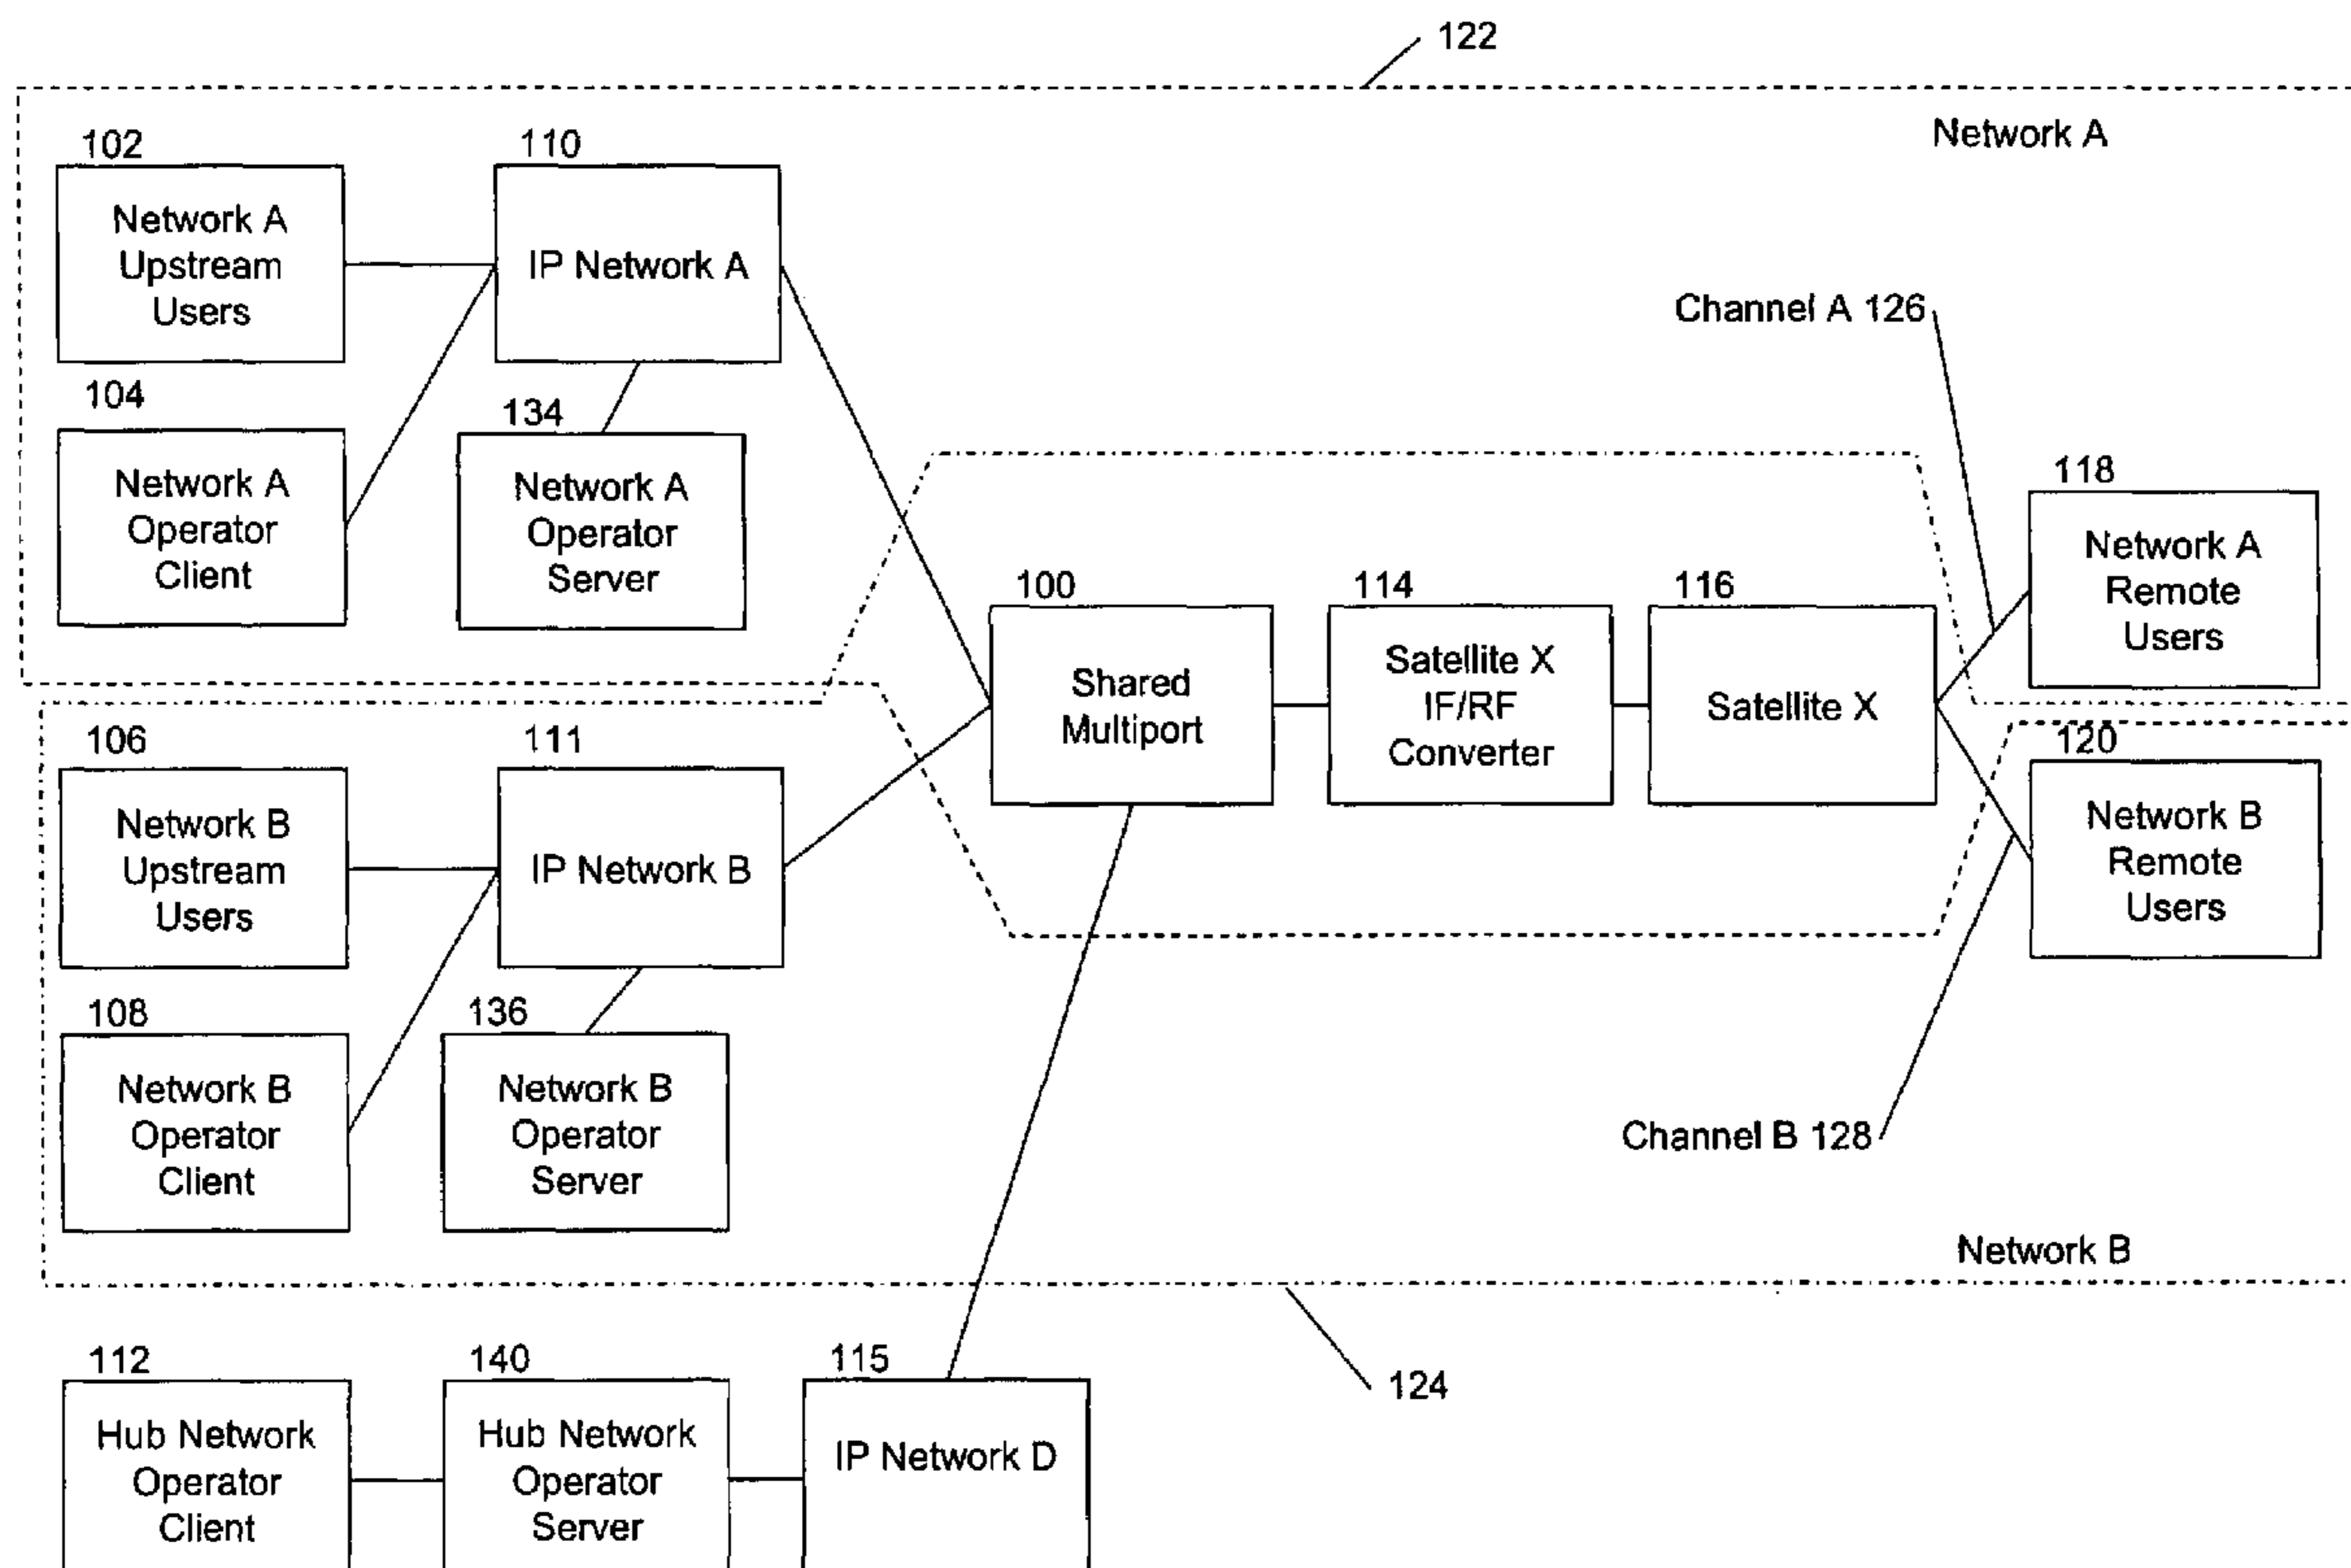 122
Network A
102
Network A
Upstream
Users
110
IP Network A
Channel A 126
104
Network A
Operator
Client
134
Network A
Operator
Server
118
Network A
Remote
Users
100
Shared
Multiport
114
Satellite X
IF/RF
Converter
116
Satellite X
106
Network B
Upstream
Users
111
IP Network B
120
Network B
Remote
Users
108
Network B
Operator
Client
136
Network B
Operator
Server
Channel B 128
Network B
124
112
Hub Network
Operator
Client
140
Hub Network
Operator
Server
115
IP Network D